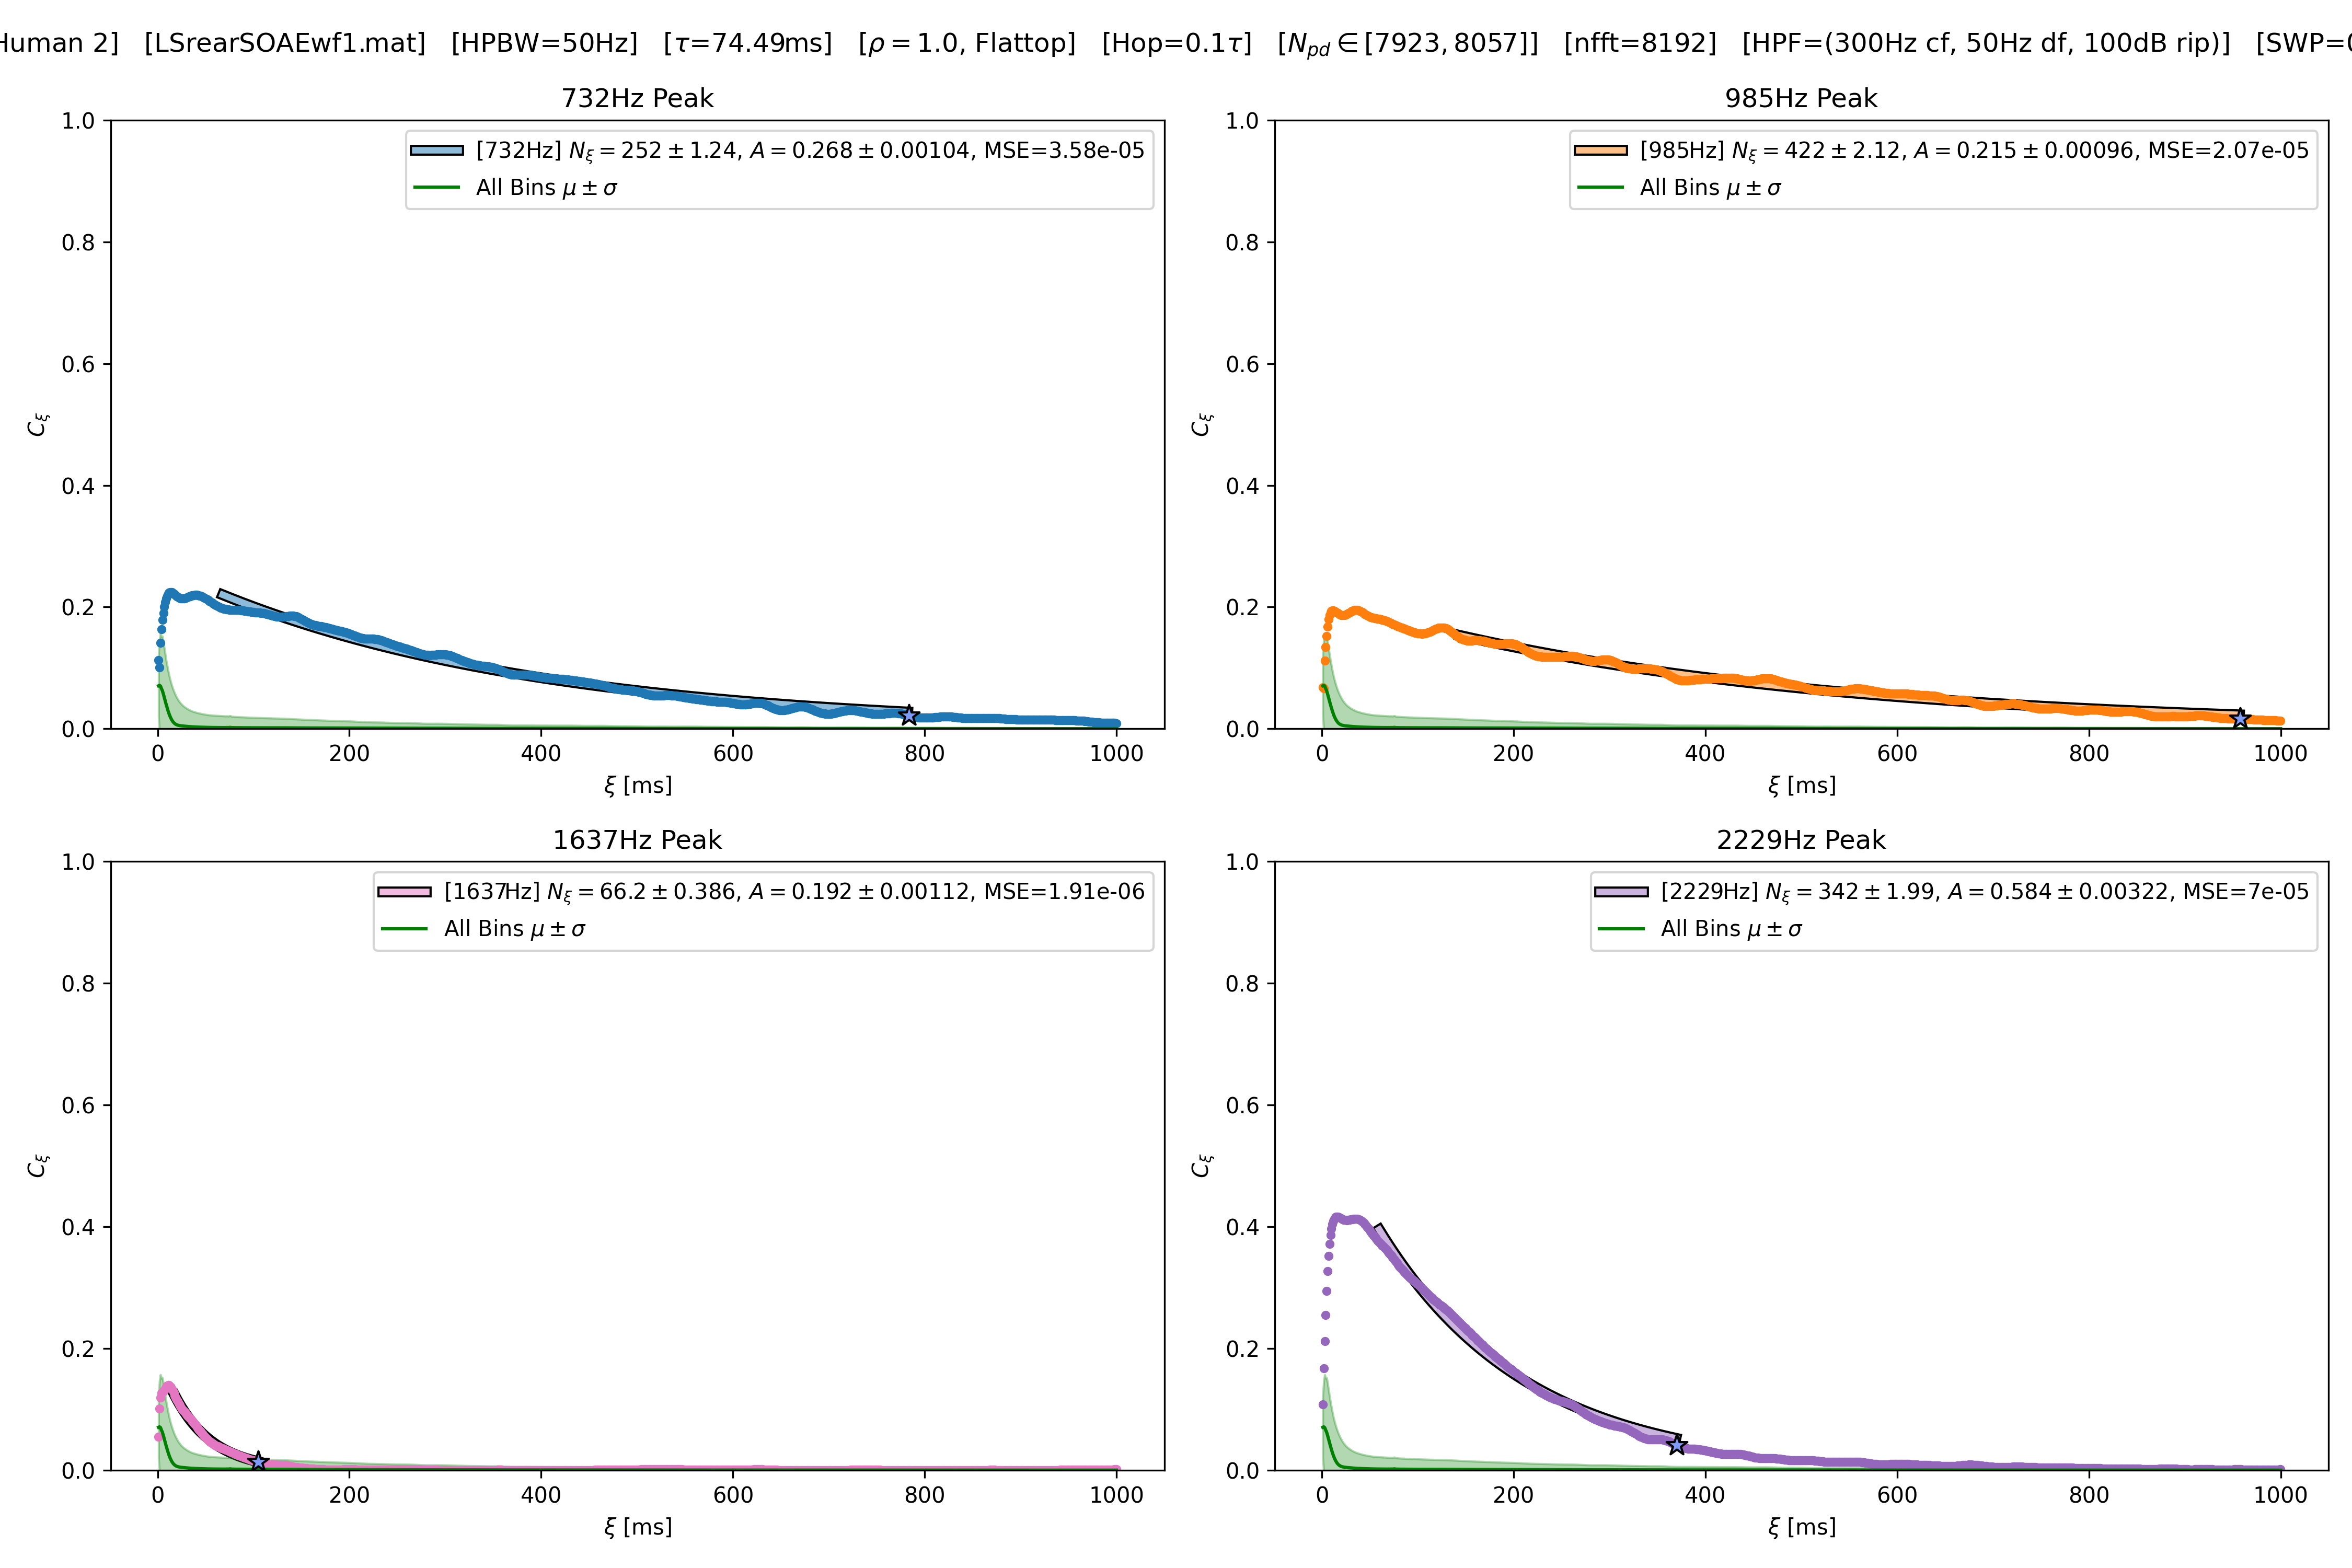 Human 2]   [LSrearSOAEwf1.mat]   [HPBW=50Hz]   [τ=74.49ms]   [ρ = 1.0, Flattop]   [Hop=0.1τ]   [N_pd ∈ [7923, 8057]]   [nfft=8192]   [HPF=(300Hz cf, 50Hz df, 100dB rip)]   [SWP=
732Hz Peak
1.0
0.8
0.6
0.4
0.2
0.0
C_ξ
[732Hz] N_ξ = 252 ± 1.24, A = 0.268 ± 0.00104, MSE=3.58e-05
All Bins μ ± σ
0 200 400 600 800 1000
ξ [ms]
985Hz Peak
1.0
0.8
0.6
0.4
0.2
0.0
C_ξ
[985Hz] N_ξ = 422 ± 2.12, A = 0.215 ± 0.00096, MSE=2.07e-05
All Bins μ ± σ
0 200 400 600 800 1000
ξ [ms]
1637Hz Peak
1.0
0.8
0.6
0.4
0.2
0.0
C_ξ
[1637Hz] N_ξ = 66.2 ± 0.386, A = 0.192 ± 0.00112, MSE=1.91e-06
All Bins μ ± σ
0 200 400 600 800 1000
ξ [ms]
2229Hz Peak
1.0
0.8
0.6
0.4
0.2
0.0
C_ξ
[2229Hz] N_ξ = 342 ± 1.99, A = 0.584 ± 0.00322, MSE=7e-05
All Bins μ ± σ
0 200 400 600 800 1000
ξ [ms]